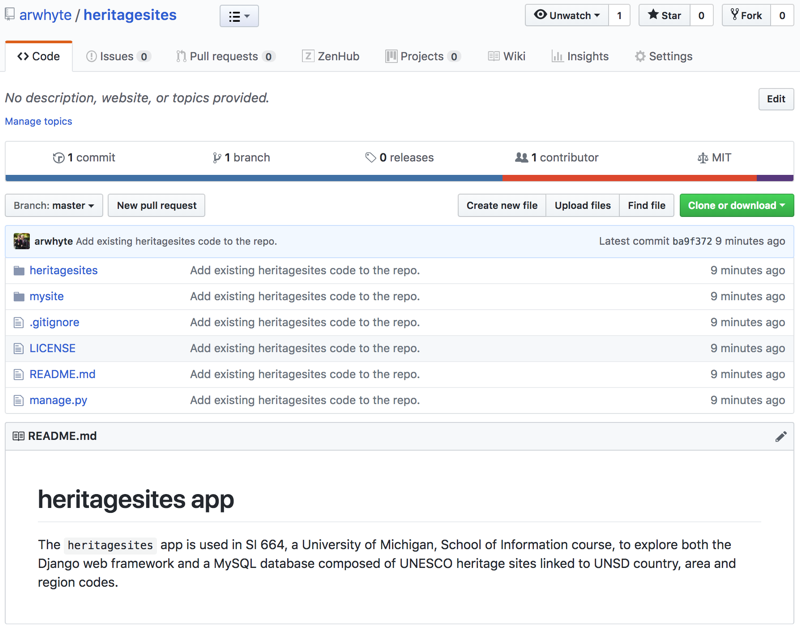 arwhyte / heritagesites Unwatch 1 Star 0 Fork 0
Code Issues 0 Pull requests 0 ZenHub Projects 0 Wiki Insights Settings
No description, website, or topics provided. Edit
Manage topics
1 commit 1 branch 0 releases 1 contributor MIT
Branch: master New pull request Create new file Upload files Find file Clone or download
arwhyte Add existing heritagesites code to the repo. Latest commit ba9f372 9 minutes ago
heritagesites Add existing heritagesites code to the repo. 9 minutes ago
mysite Add existing heritagesites code to the repo. 9 minutes ago
.gitignore Add existing heritagesites code to the repo. 9 minutes ago
LICENSE Add existing heritagesites code to the repo. 9 minutes ago
README.md Add existing heritagesites code to the repo. 9 minutes ago
manage.py Add existing heritagesites code to the repo. 9 minutes ago
README.md
heritagesites app
The heritagesites app is used in SI 664, a University of Michigan, School of Information course, to explore both the
Django web framework and a MySQL database composed of UNESCO heritage sites linked to UNSD country, area and
region codes.